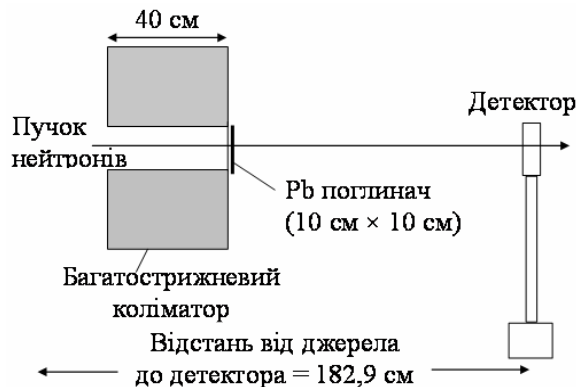 40 см
Детектор
Пучок
нейтронів
Pb поглинач
(10 см × 10 см)
Багатострижневий
коліматор
Відстань від джерела
до детектора = 182,9 см